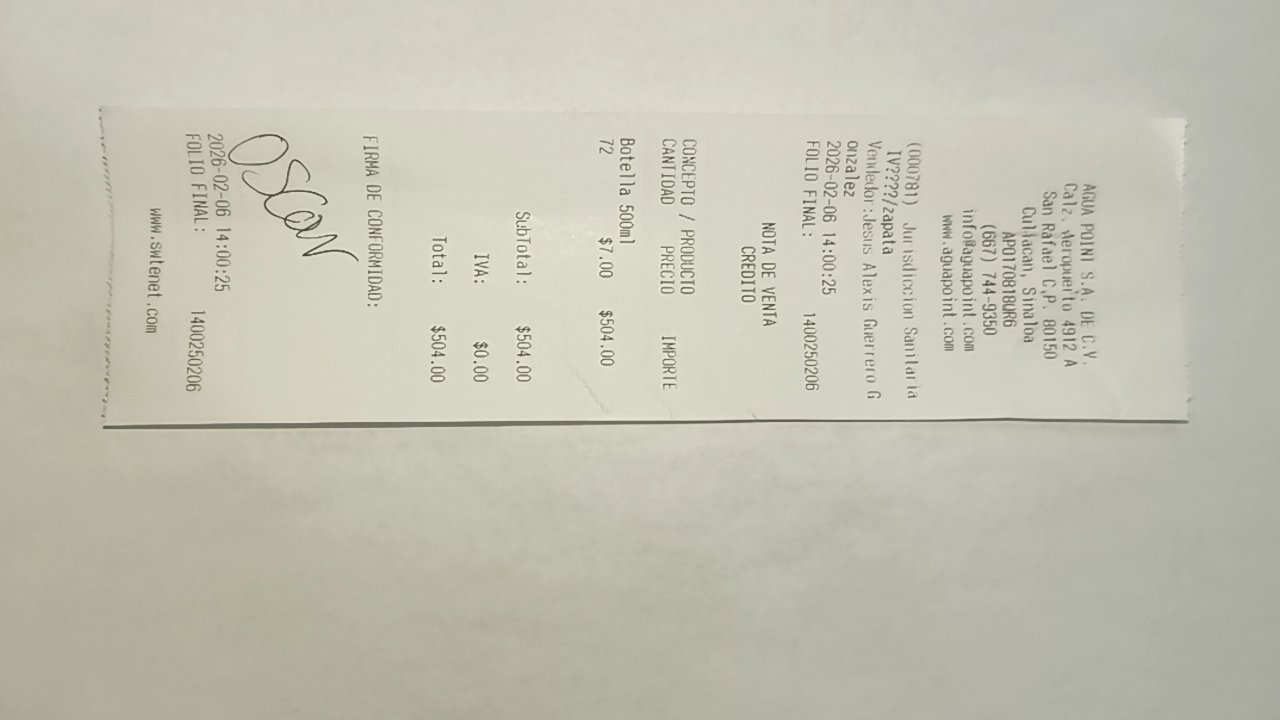 AGUA POINT S.A. DE C.V.
Calz. Aeropuerto 4912 A
San Rafael C.P. 80150
Culiacan, Sinaloa
APO170818QR6
(667) 744-9350
info@aguapoint.com
www.aguapoint.com
(000781) Jurisdiccion Sanitaria
IV????/zapata
Vendedor:Jesus Alexis Guerrero G
onzalez
2026-02-06 14:00:25
FOLIO FINAL: 1400250206
NOTA DE VENTA
CREDITO
CONCEPTO / PRODUCTO
CANTIDAD PRECIO IMPORTE
Botella 500ml
72 $7.00 $504.00
SubTotal: $504.00
IVA: $0.00
Total: $504.00
FIRMA DE CONFORMIDAD:
OSCAR
2026-02-06 14:00:25
FOLIO FINAL: 1400250206
www.swtenet.com